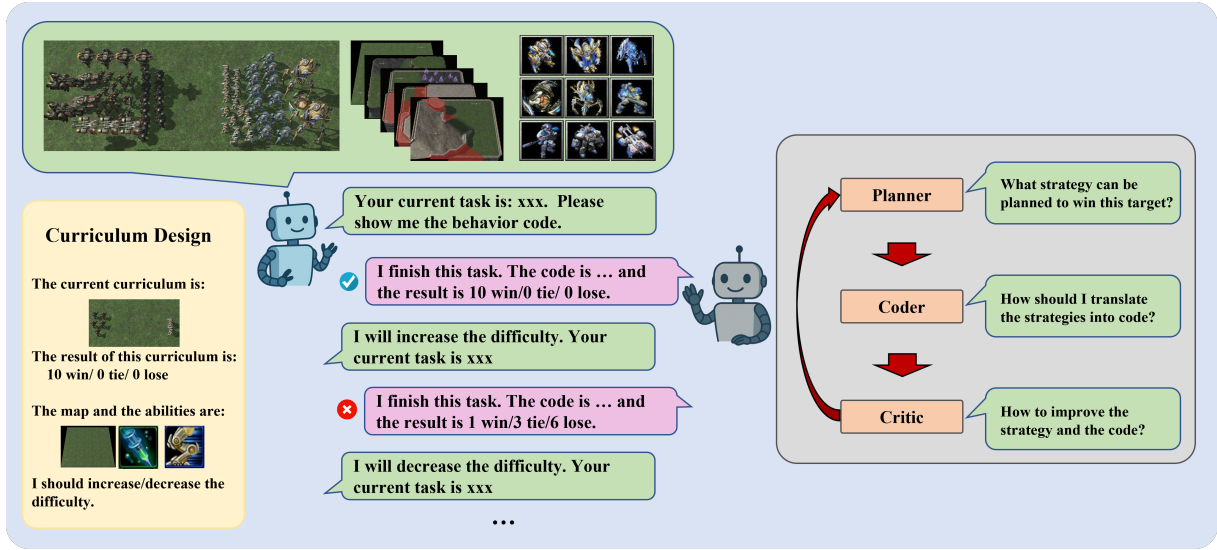 Curriculum Design
The current curriculum is:
The result of this curriculum is:
10 win/ 0 tie/ 0 lose
The map and the abilities are:
I should increase/decrease the
difficulty.
Your current task is: xxx. Please
show me the behavior code.
I finish this task. The code is … and
the result is 10 win/0 tie/ 0 lose.
I will increase the difficulty. Your
current task is xxx
I finish this task. The code is … and
the result is 1 win/3 tie/6 lose.
I will decrease the difficulty. Your
current task is xxx
…
Planner
What strategy can be
planned to win this target?
Coder
How should I translate
the strategies into code?
Critic
How to improve the
strategy and the code?